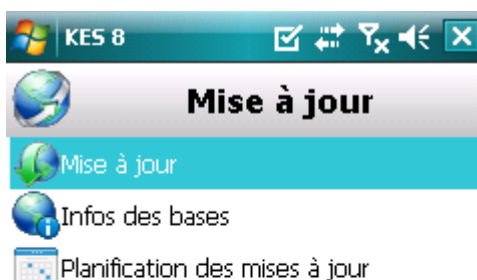 KES 8
Mise à jour
Mise à jour
Infos des bases
Planification des mises à jour